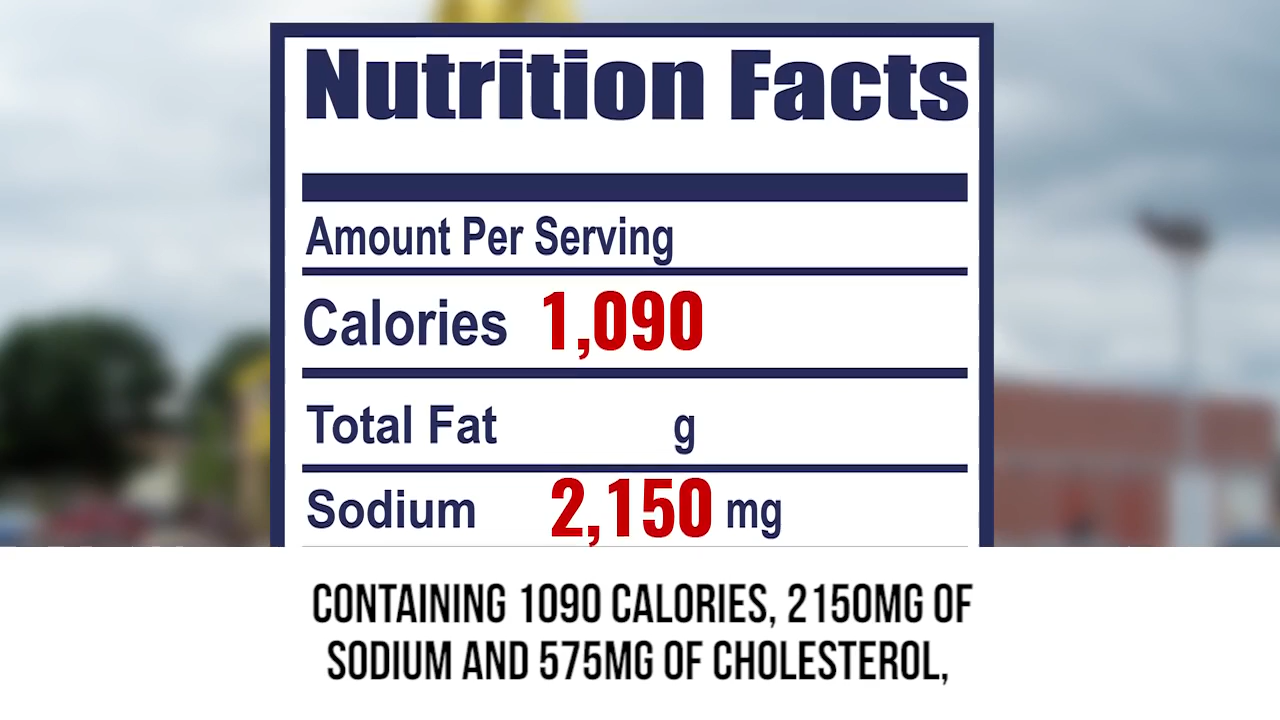 Nutrition Facts
Amount Per Serving
Calories 1,090
Total Fat g
Sodium 2,150 mg
CONTAINING 1090 CALORIES, 2150MG OF
SODIUM AND 575MG OF CHOLESTEROL,